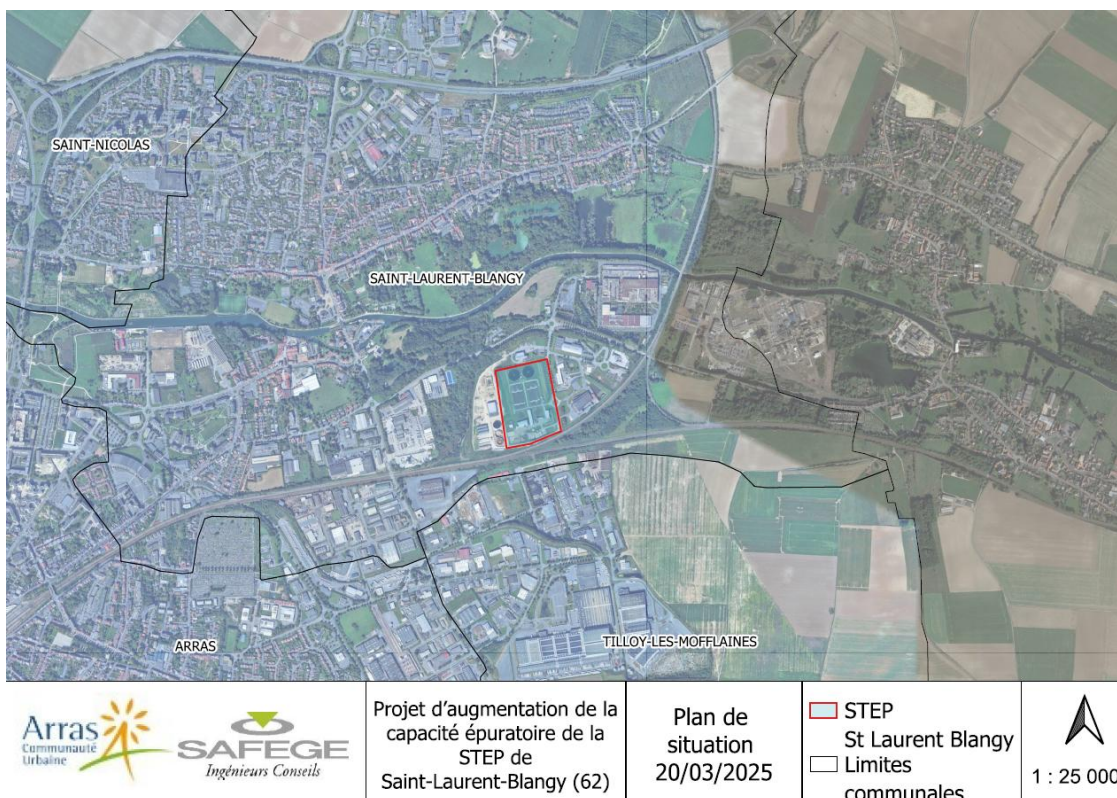 SAINT-NICOLAS
SAINT-LAURENT-BLANGY
ARRAS
TILLOY-LES-MOFFLAINES
Arras
Communauté
Urbaine
SAFEGE
Ingénieurs Conseils
Projet d'augmentation de la
capacité épuratoire de la
STEP de
Saint-Laurent-Blangy (62)
Plan de
situation
20/03/2025
STEP
St Laurent Blangy
Limites
communales
1 : 25 000